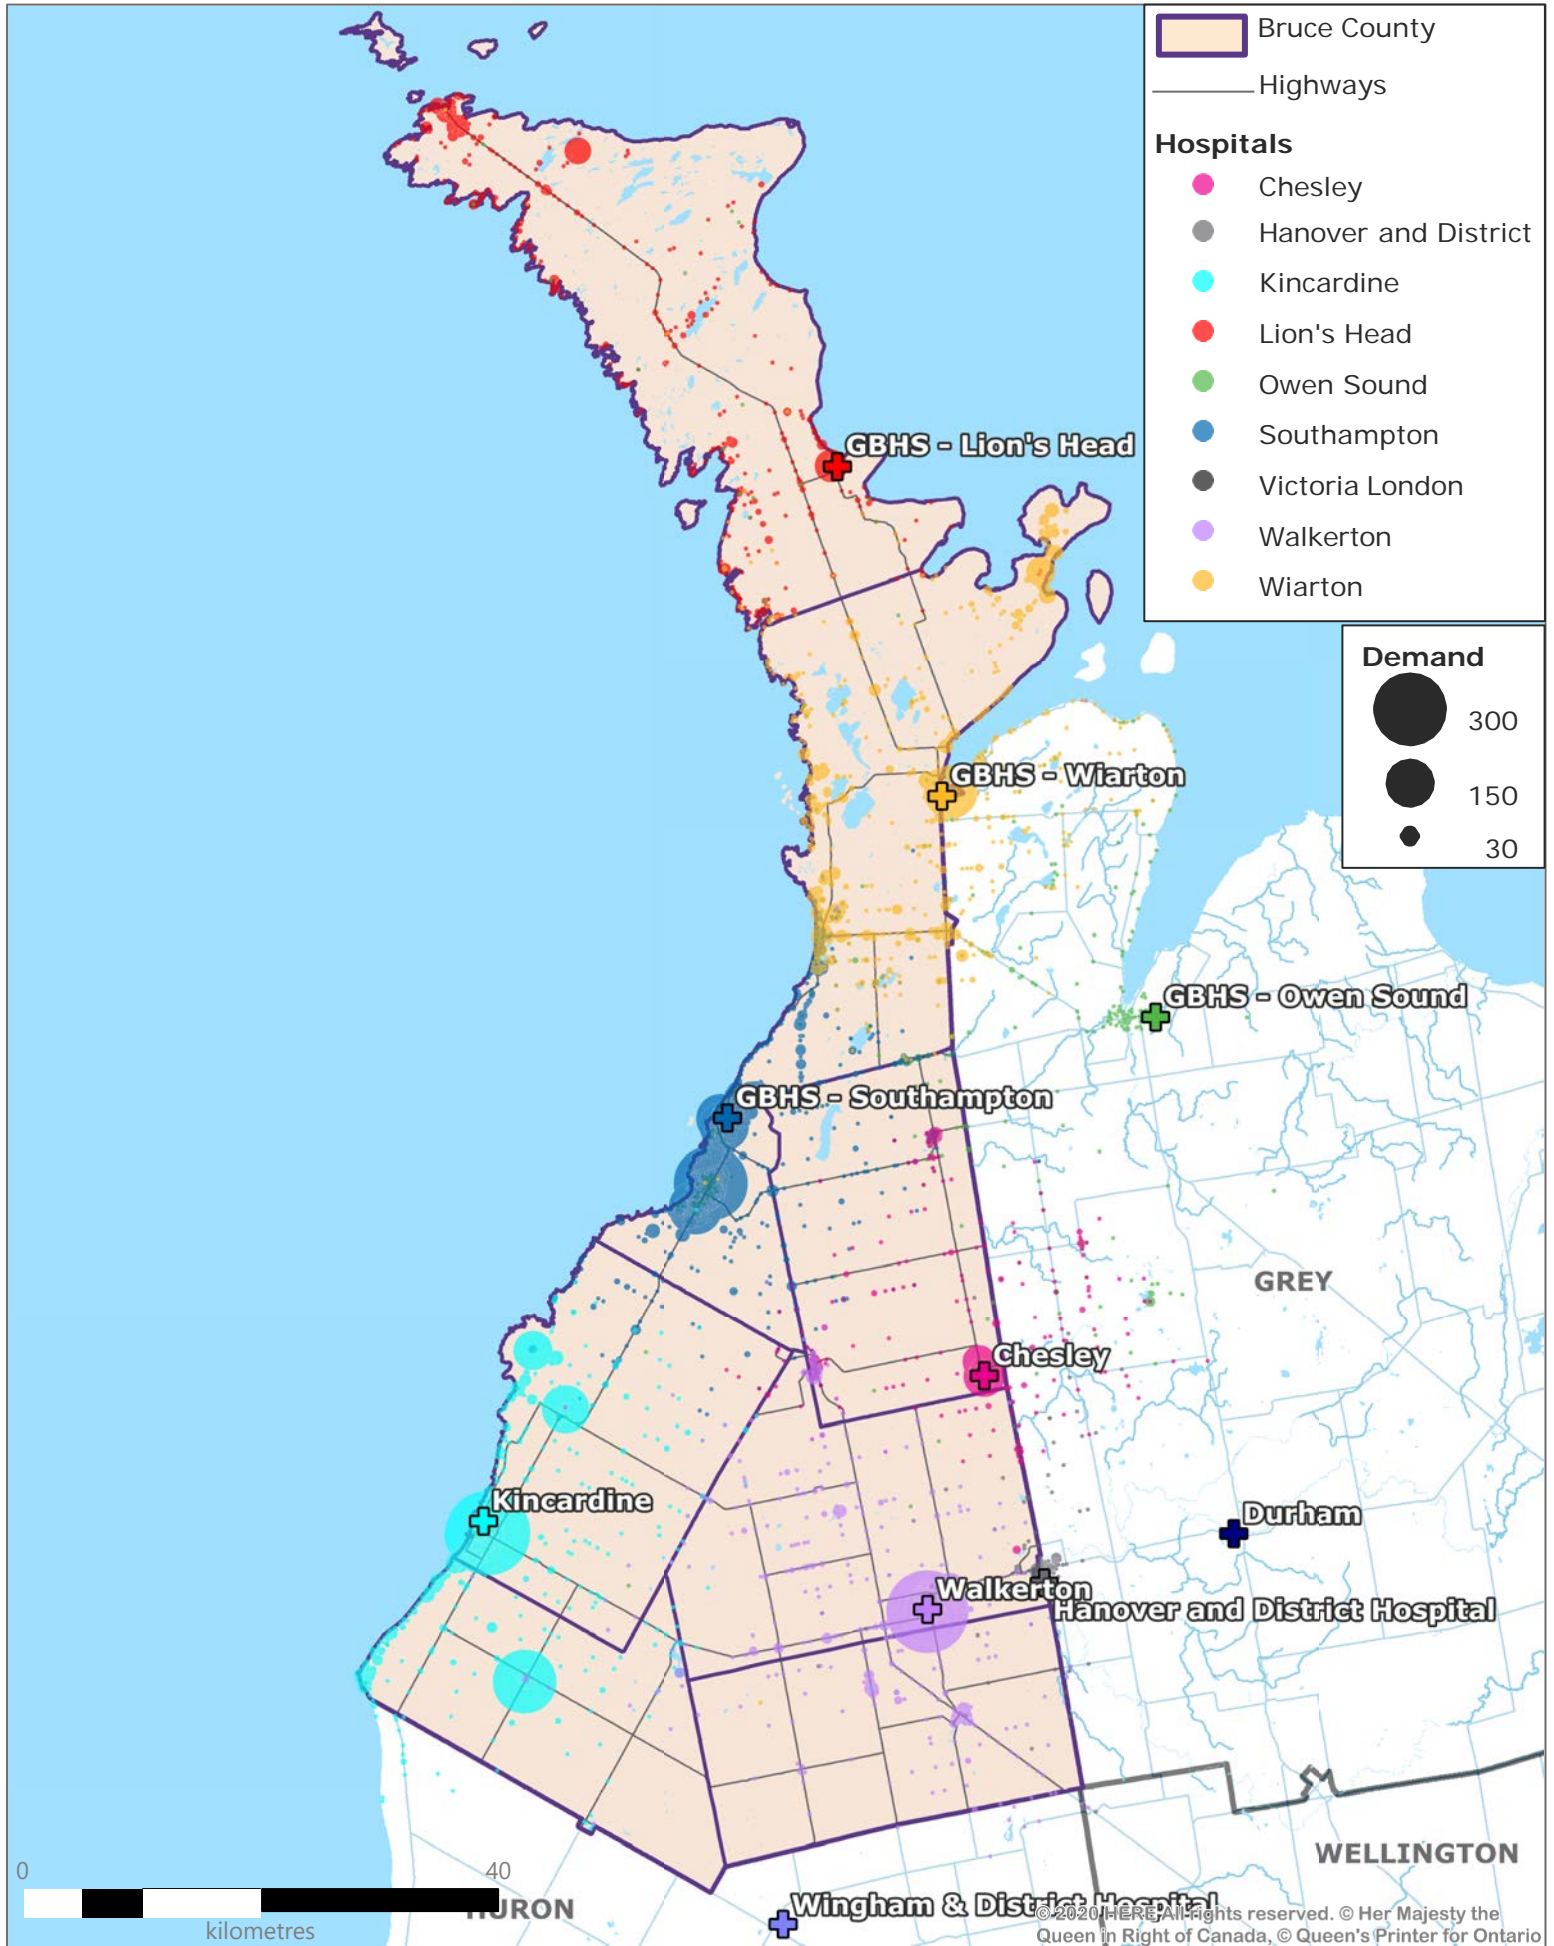 Bruce County
Highways
Hospitals
Chesley
Hanover and District
Kincardine
Lion's Head
Owen Sound
Southampton
Victoria London
Walkerton
Wiarton
Demand
300
150
30
GBHS - Lion's Head
GBHS - Wiarton
GBHS - Owen Sound
GBHS - Southampton
GREY
Chesley
Kincardine
Durham
Walkerton
Hanover and District Hospital
WELLINGTON
0 40
kilometres
HURON
Wingham & District Hospital
© 2020 HERE All rights reserved. © Her Majesty the
Queen in Right of Canada, © Queen's Printer for Ontario